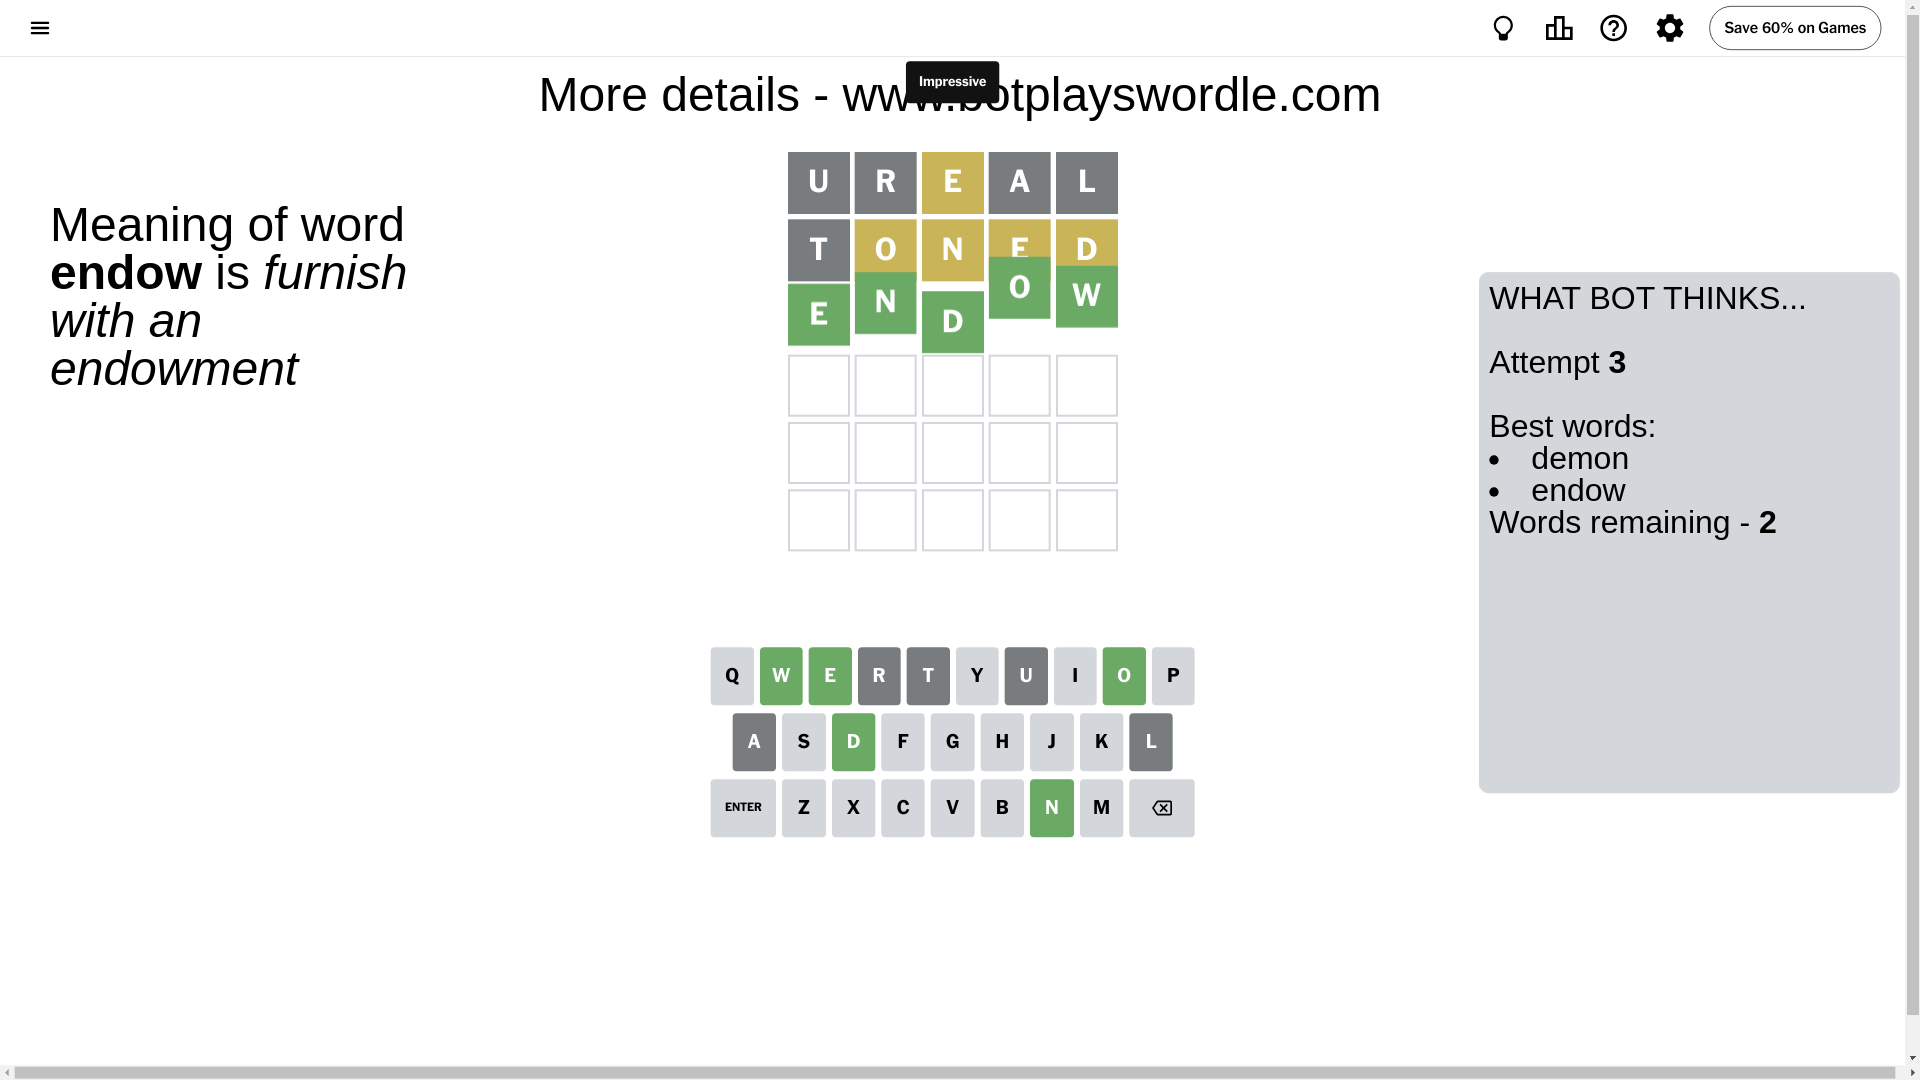 Save 60% on Games
Impressive
More details - www.botplayswordle.com
Meaning of word
endow is furnish
with an
endowment
U R E A L
T O N E D
E N D O W
WHAT BOT THINKS...
Attempt 3
Best words:
• demon
• endow
Words remaining - 2
Q W E R T Y U I O P
A S D F G H J K L
ENTER Z X C V B N M